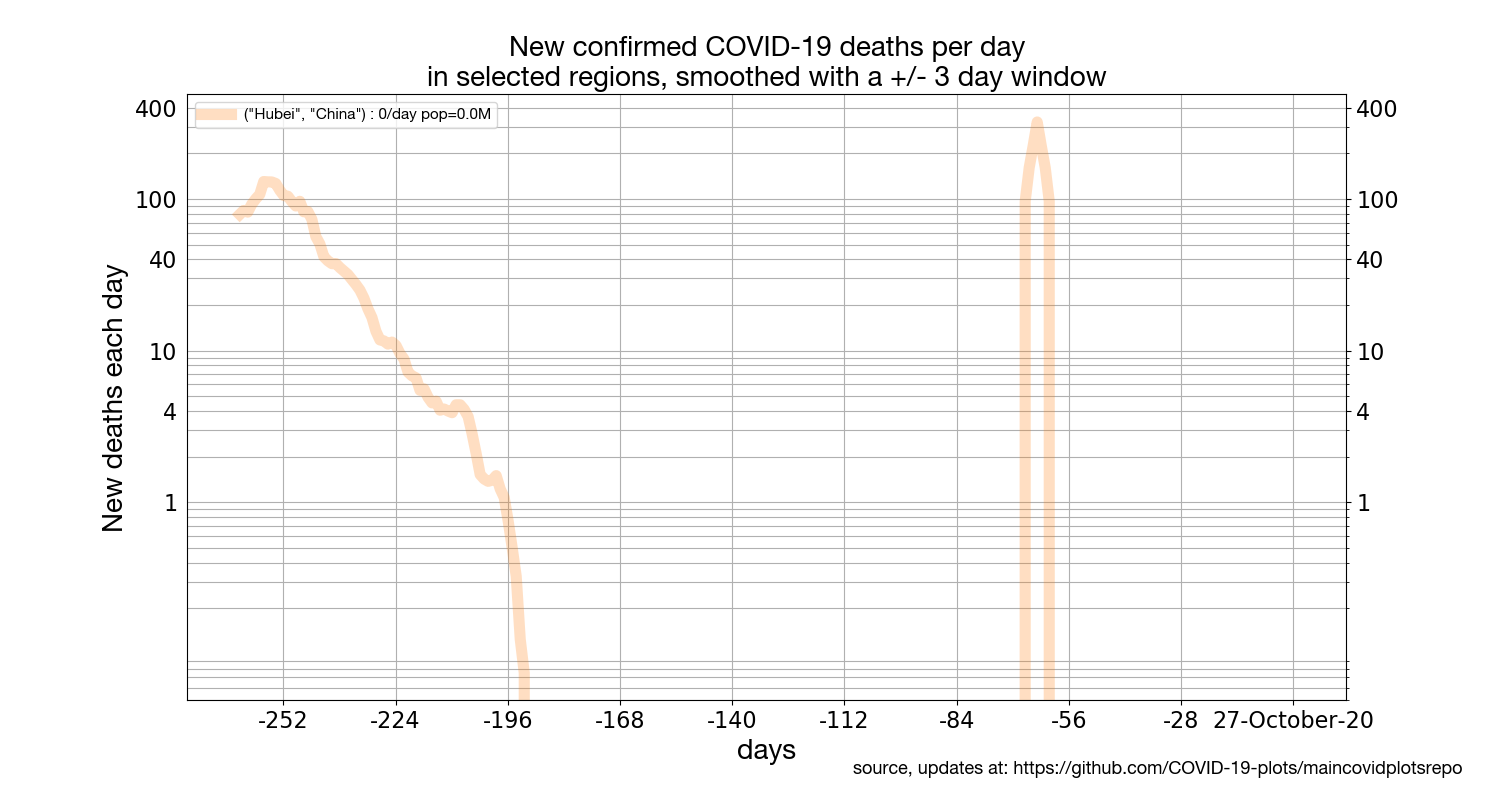 New confirmed COVID-19 deaths per day
in selected regions, smoothed with a +/- 3 day window
("Hubei", "China") : 0/day pop=0.0M
New deaths each day
400
100
40
10
4
1
400
100
40
10
4
1
-252 -224 -196 -168 -140 -112 -84 -56 -28 27-October-20
days
source, updates at: https://github.com/COVID-19-plots/maincovidplotsrepo